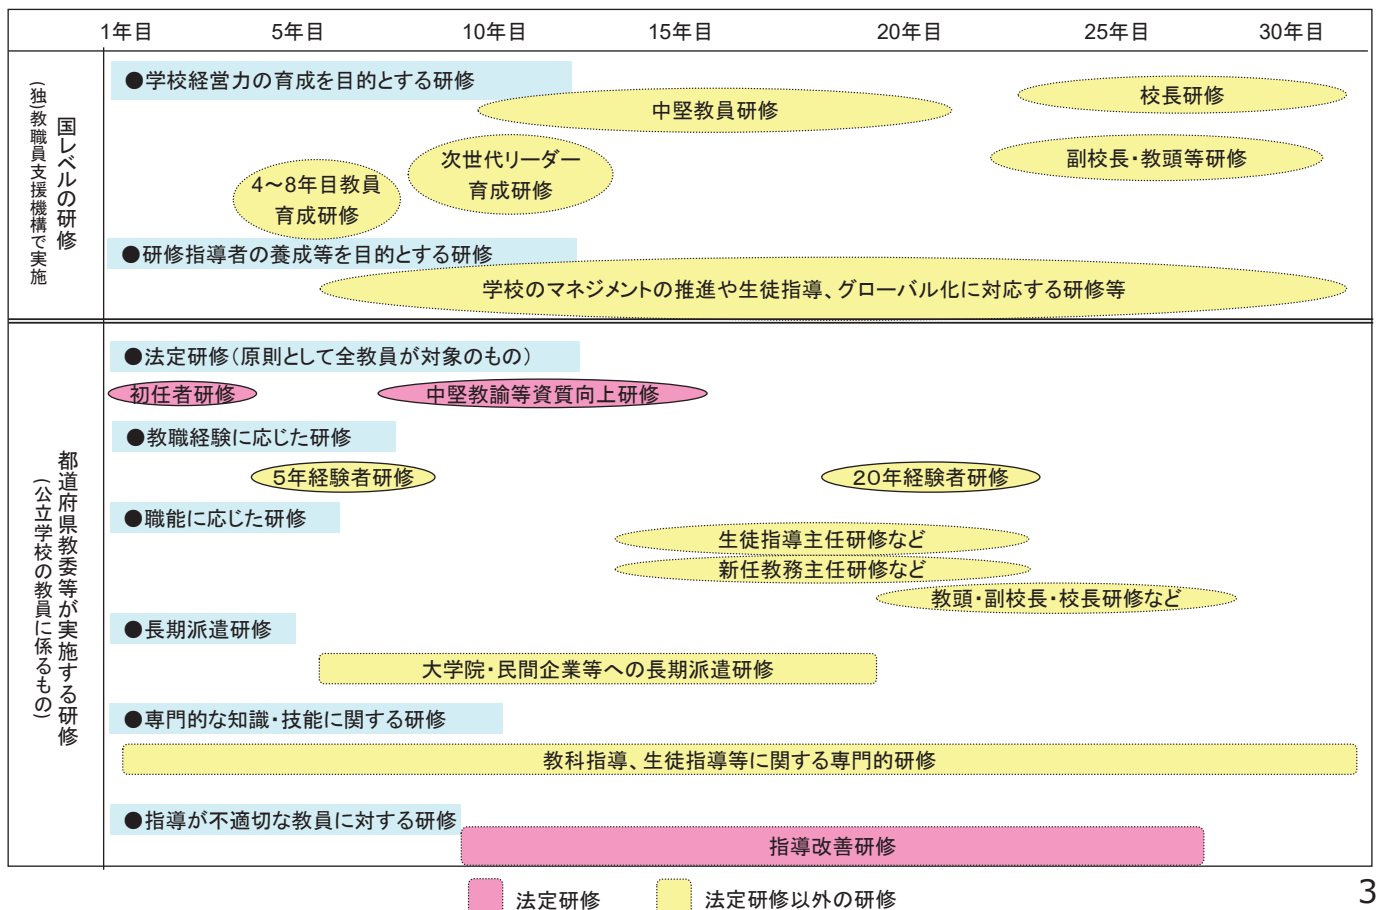 1年目 5年目 10年目 15年目 20年目 25年目 30年目
国レベルの研修
(独)教職員支援機構で実施
●学校経営力の育成を目的とする研修
中堅教員研修
校長研修
次世代リーダー
育成研修
副校長・教頭等研修
4～8年目教員
育成研修
●研修指導者の養成等を目的とする研修
学校のマネジメントの推進や生徒指導、グローバル化に対応する研修等
都道府県教委等が実施する研修
(公立学校の教員に係るもの)
●法定研修(原則として全教員が対象のもの)
初任者研修
中堅教諭等資質向上研修
●教職経験に応じた研修
5年経験者研修
20年経験者研修
●職能に応じた研修
生徒指導主任研修など
新任教務主任研修など
教頭・副校長・校長研修など
●長期派遣研修
大学院・民間企業等への長期派遣研修
●専門的な知識・技能に関する研修
教科指導、生徒指導等に関する専門的研修
●指導が不適切な教員に対する研修
指導改善研修
法定研修 法定研修以外の研修
3